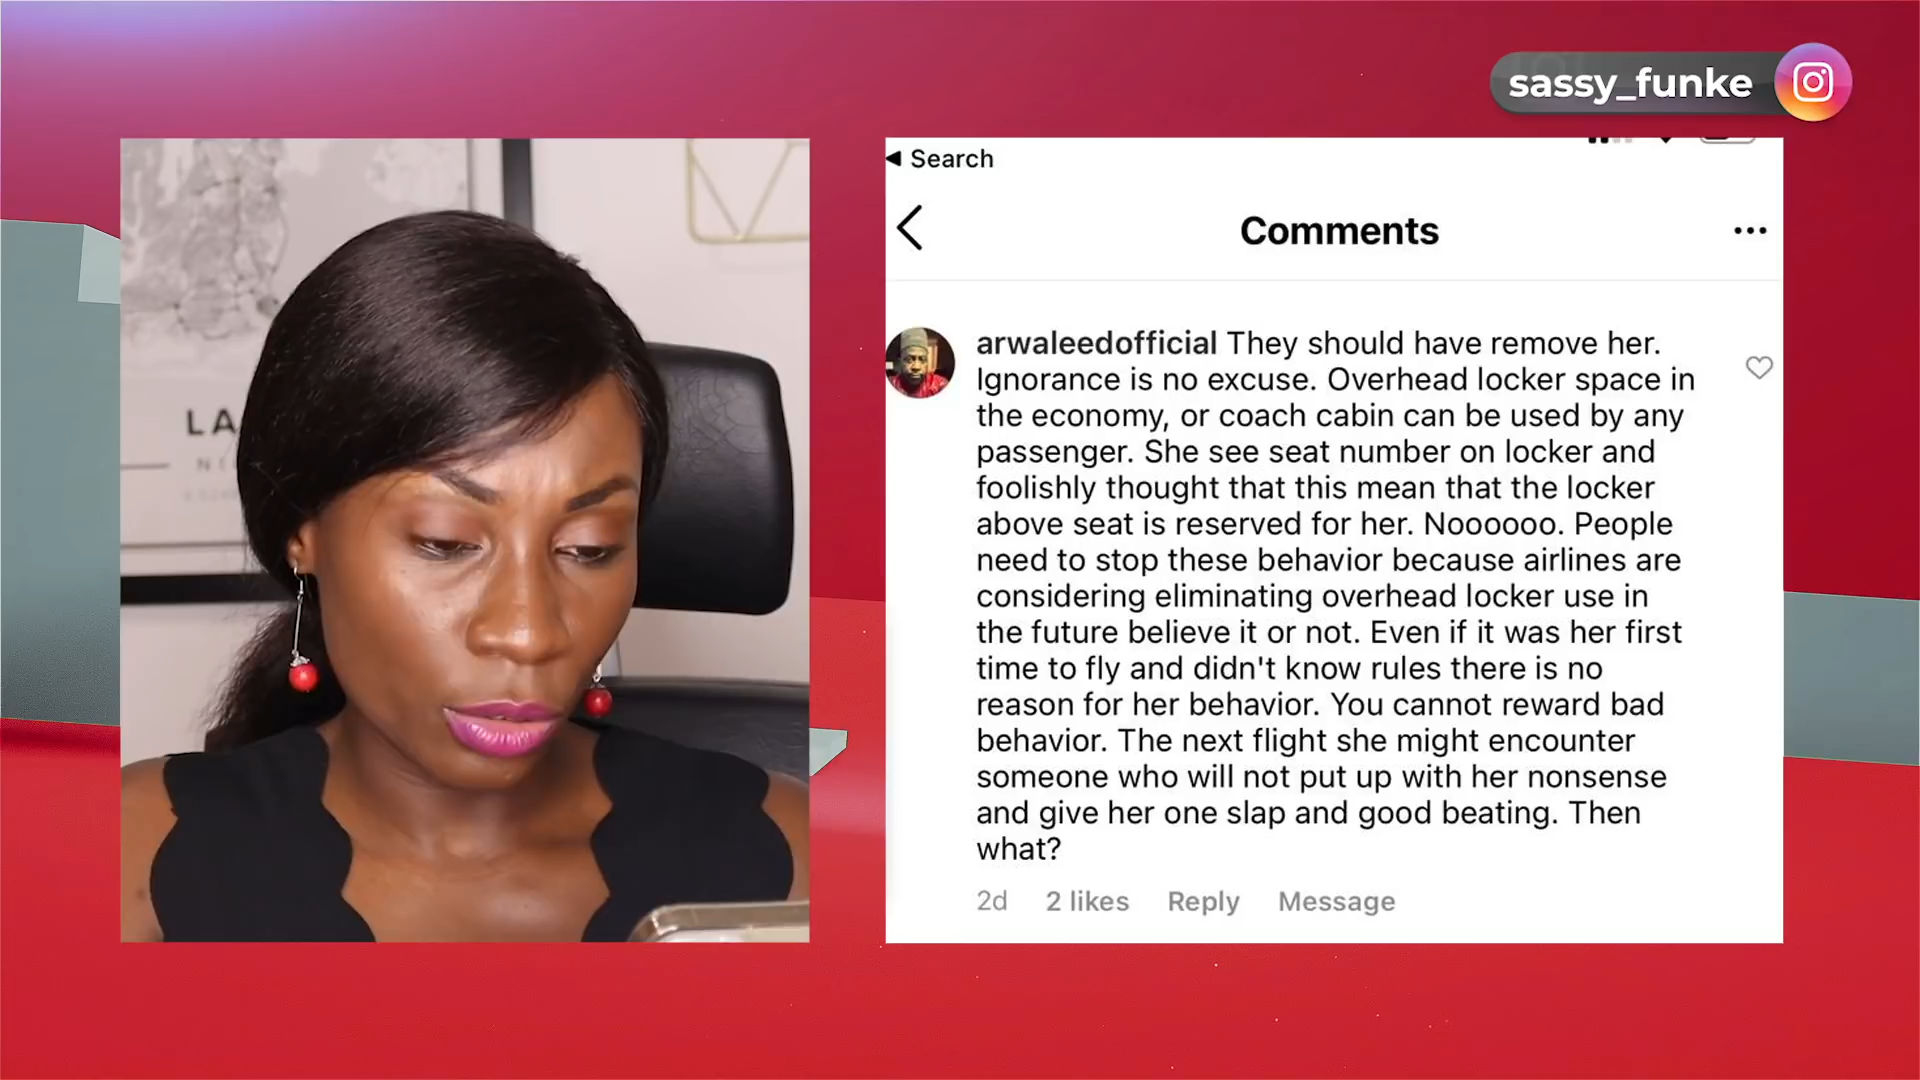 sassy_funke
LA
Search
Comments
arwaleedofficial They should have remove her.
Ignorance is no excuse. Overhead locker space in
the economy, or coach cabin can be used by any
passenger. She see seat number on locker and
foolishly thought that this mean that the locker
above seat is reserved for her. Noooooo. People
need to stop these behavior because airlines are
considering eliminating overhead locker use in
the future believe it or not. Even if it was her first
time to fly and didn't know rules there is no
reason for her behavior. You cannot reward bad
behavior. The next flight she might encounter
someone who will not put up with her nonsense
and give her one slap and good beating. Then
what?
2d 2 likes Reply Message